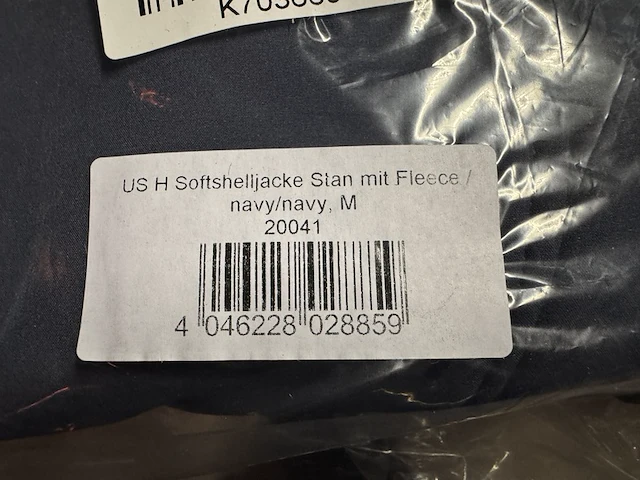 US H Softshelljacke Stan mit Fleece /
navy/navy, M
20041
4 046228 028859